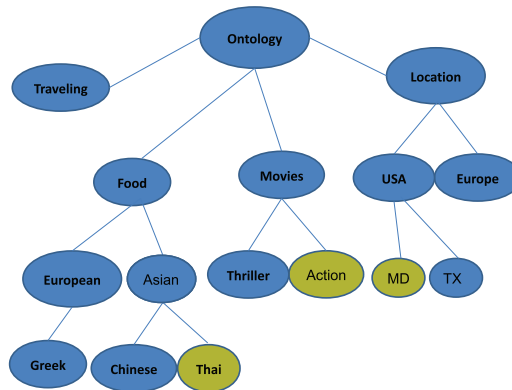 Ontology
Traveling
Location
Food
Movies
USA
Europe
European
Asian
Thriller
Action
MD
TX
Greek
Chinese
Thai